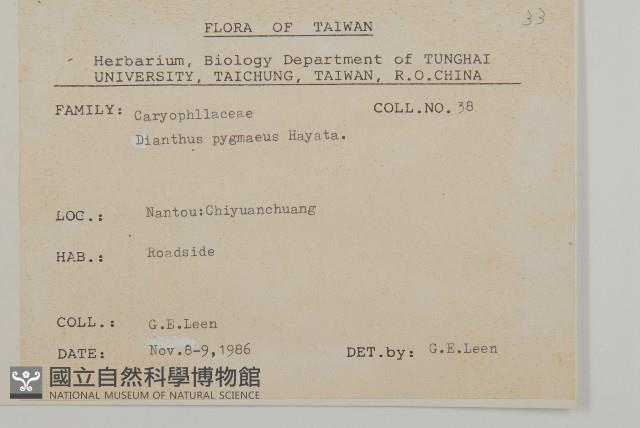 33
FLORA OF TAIWAN
Herbarium, Biology Department of TUNGHAI
UNIVERSITY, TAICHUNG, TAIWAN, R.O.CHINA
FAMILY: Caryophllaceae COLL.NO. 38
Dianthus pygmaeus Hayata.
LOC.: Nantou:Chiyuanchuang
HAB.: Roadside
COLL.: G.E.Leen
DATE: Nov.8-9,1986 DET.by: G.E.Leen
國立自然科學博物館
NATIONAL MUSEUM OF NATURAL SCIENCE